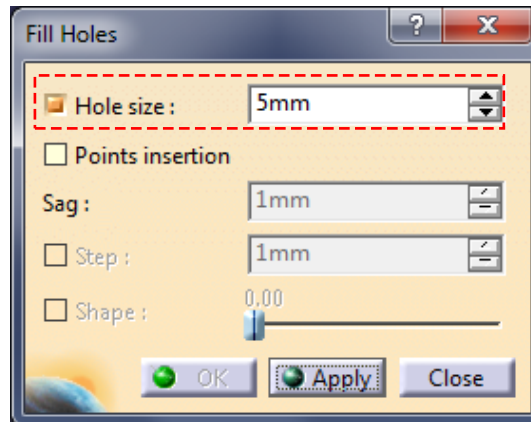 Fill Holes
?
X
Hole size :
5mm
Points insertion
Sag :
1mm
Step :
1mm
Shape :
0.00
OK
Apply
Close